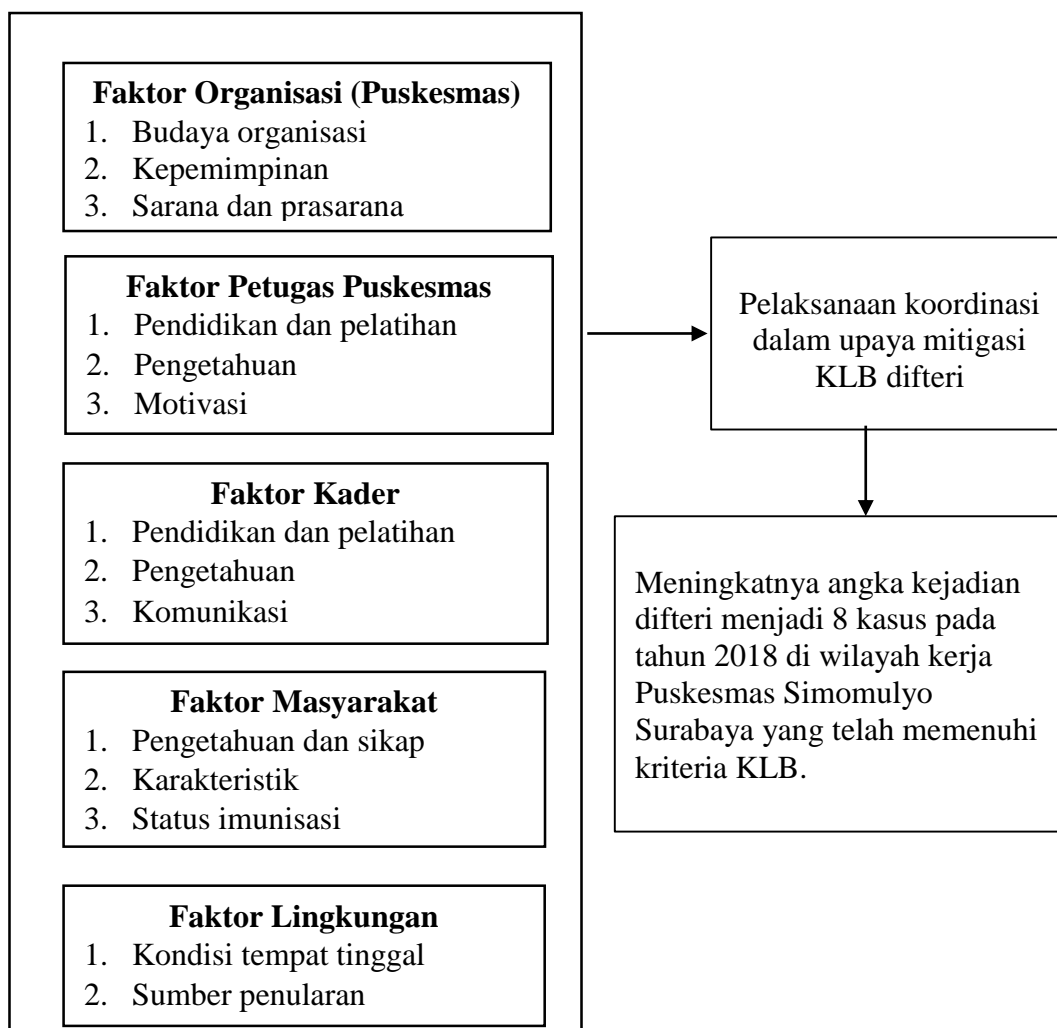 Faktor Organisasi (Puskesmas)
1. Budaya organisasi
2. Kepemimpinan
3. Sarana dan prasarana
Faktor Petugas Puskesmas
1. Pendidikan dan pelatihan
2. Pengetahuan
3. Motivasi
Faktor Kader
1. Pendidikan dan pelatihan
2. Pengetahuan
3. Komunikasi
Faktor Masyarakat
1. Pengetahuan dan sikap
2. Karakteristik
3. Status imunisasi
Faktor Lingkungan
1. Kondisi tempat tinggal
2. Sumber penularan
Pelaksanaan koordinasi
dalam upaya mitigasi
KLB difteri
Meningkatnya angka kejadian
difteri menjadi 8 kasus pada
tahun 2018 di wilayah kerja
Puskesmas Simomulyo
Surabaya yang telah memenuhi
kriteria KLB.